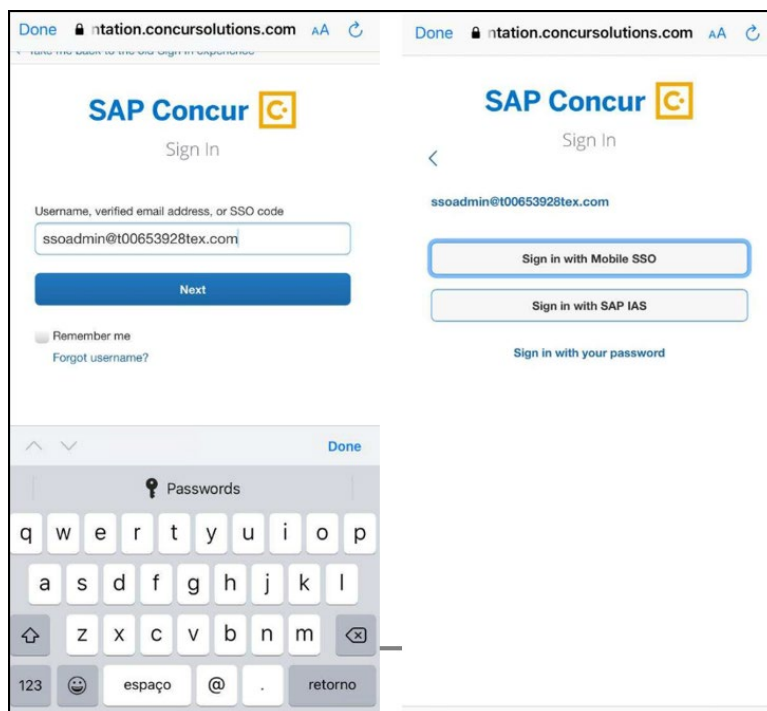 Done ntation.concursolutions.com AA
Take me back to the old Sign In experience
SAP Concur C
Sign In
Username, verified email address, or SSO code
ssoadmin@t00653928tex.com
Next
Remember me
Forgot username?
Done
Passwords
q w e r t y u i o p
a s d f g h j k l
z x c v b n m
123 espaço @ . retorno
Done ntation.concursolutions.com AA
SAP Concur C
Sign In
ssoadmin@t00653928tex.com
Sign in with Mobile SSO
Sign in with SAP IAS
Sign in with your password